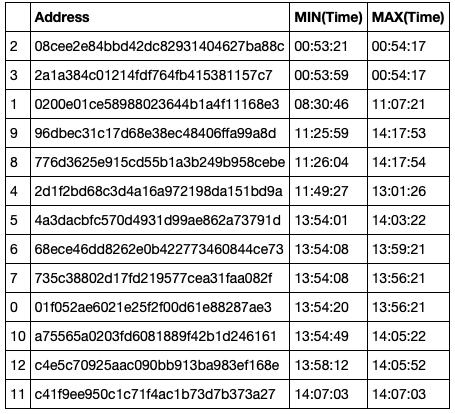 Address MIN(Time) MAX(Time)
2 08cee2e84bbd42dc82931404627ba88c 00:53:21 00:54:17
3 2a1a384c01214fdf764fb415381157c7 00:53:59 00:54:17
1 0200e01ce58988023644b1a4f11168e3 08:30:46 11:07:21
9 96dbec31c17d68e38ec48406ffa99a8d 11:25:59 14:17:53
8 776d3625e915cd55b1a3b249b958cebe 11:26:04 14:17:54
4 2d1f2bd68c3d4a16a972198da151bd9a 11:49:27 13:01:26
5 4a3dacbfc570d4931d99ae862a73791d 13:54:01 14:03:22
6 68ece46dd8262e0b422773460844ce73 13:54:08 13:59:21
7 735c38802d17fd219577cea31faa082f 13:54:08 13:56:21
0 01f052ae6021e25f2f00d61e88287ae3 13:54:20 13:56:21
10 a75565a0203fd6081889f42b1d246161 13:54:49 14:05:22
12 c4e5c70925aac090bb913ba983ef168e 13:58:12 14:05:52
11 c41f9ee950c1c71f4ac1b73d7b373a27 14:07:03 14:07:03